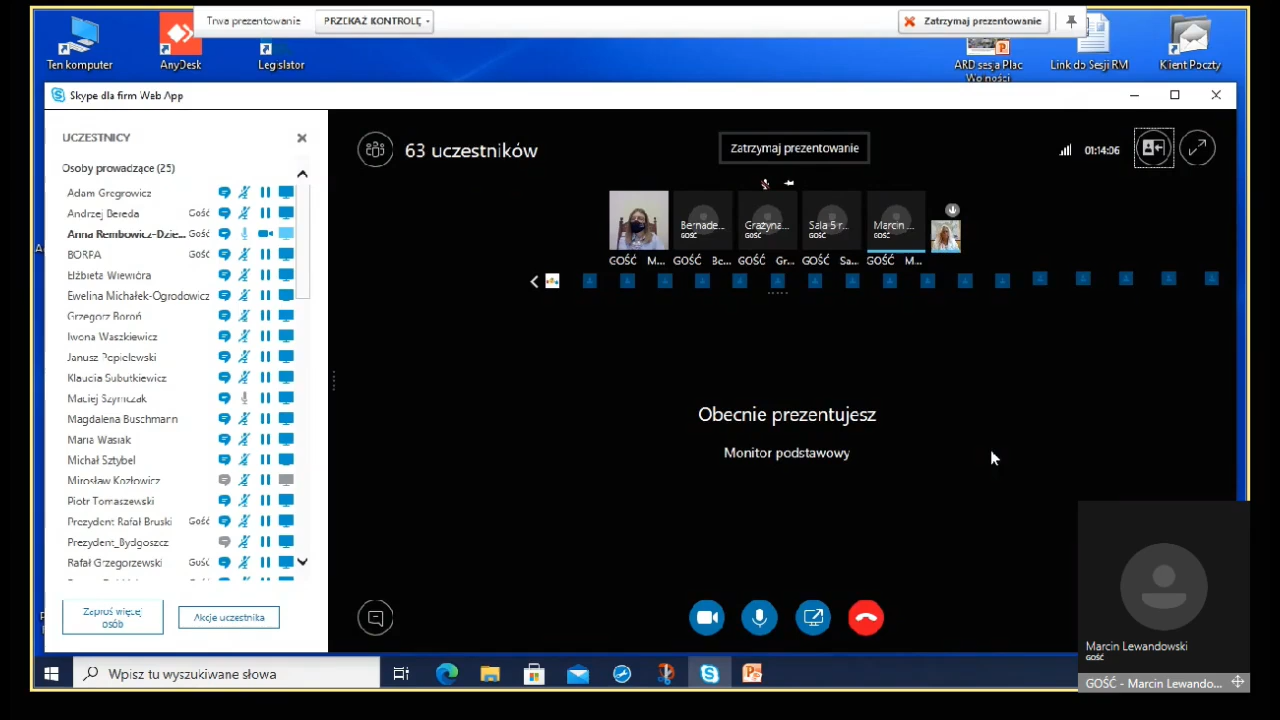 Trwa prezentowanie
PRZEKAŻ KONTROLĘ
Zatrzymaj prezentowanie
Ten komputer
AnyDesk
Legislator
ARD sesja Plac Wolności
Link do Sesji RM
Klient Poczty
Skype dla firm Web App
UCZESTNICY
Osoby prowadzące (25)
Adam Gregrowicz
Andrzej Bereda Gość
Anna Rembowicz-Dzie... Gość
BORPA Gość
Elżbieta Wiewióra
Ewelina Michałek-Ogrodowicz
Grzegorz Boroń
Iwona Waszkiewicz
Janusz Popielewski
Klaudia Subutkiewicz
Maciej Szymczak
Magdalena Buschmann
Maria Wasiak
Michał Sztybel
Mirosław Kozłowicz
Piotr Tomaszewski
Prezydent Rafał Bruski Gość
Prezydent_Bydgoszcz
Rafał Grzegorzewski Gość
Zaproś więcej osób
Akcje uczestnika
63 uczestników
Zatrzymaj prezentowanie
01:14:06
Bernade...
GOŚĆ
Grażyna...
GOŚĆ
Sala 5 r...
GOŚĆ
Marcin ...
GOŚĆ
GOŚĆ M...
GOŚĆ Be...
GOŚĆ Gr...
GOŚĆ Sa...
GOŚĆ M...
Obecnie prezentujesz
Monitor podstawowy
Marcin Lewandowski
GOŚĆ
GOŚĆ - Marcin Lewando...
Wpisz tu wyszukiwane słowa